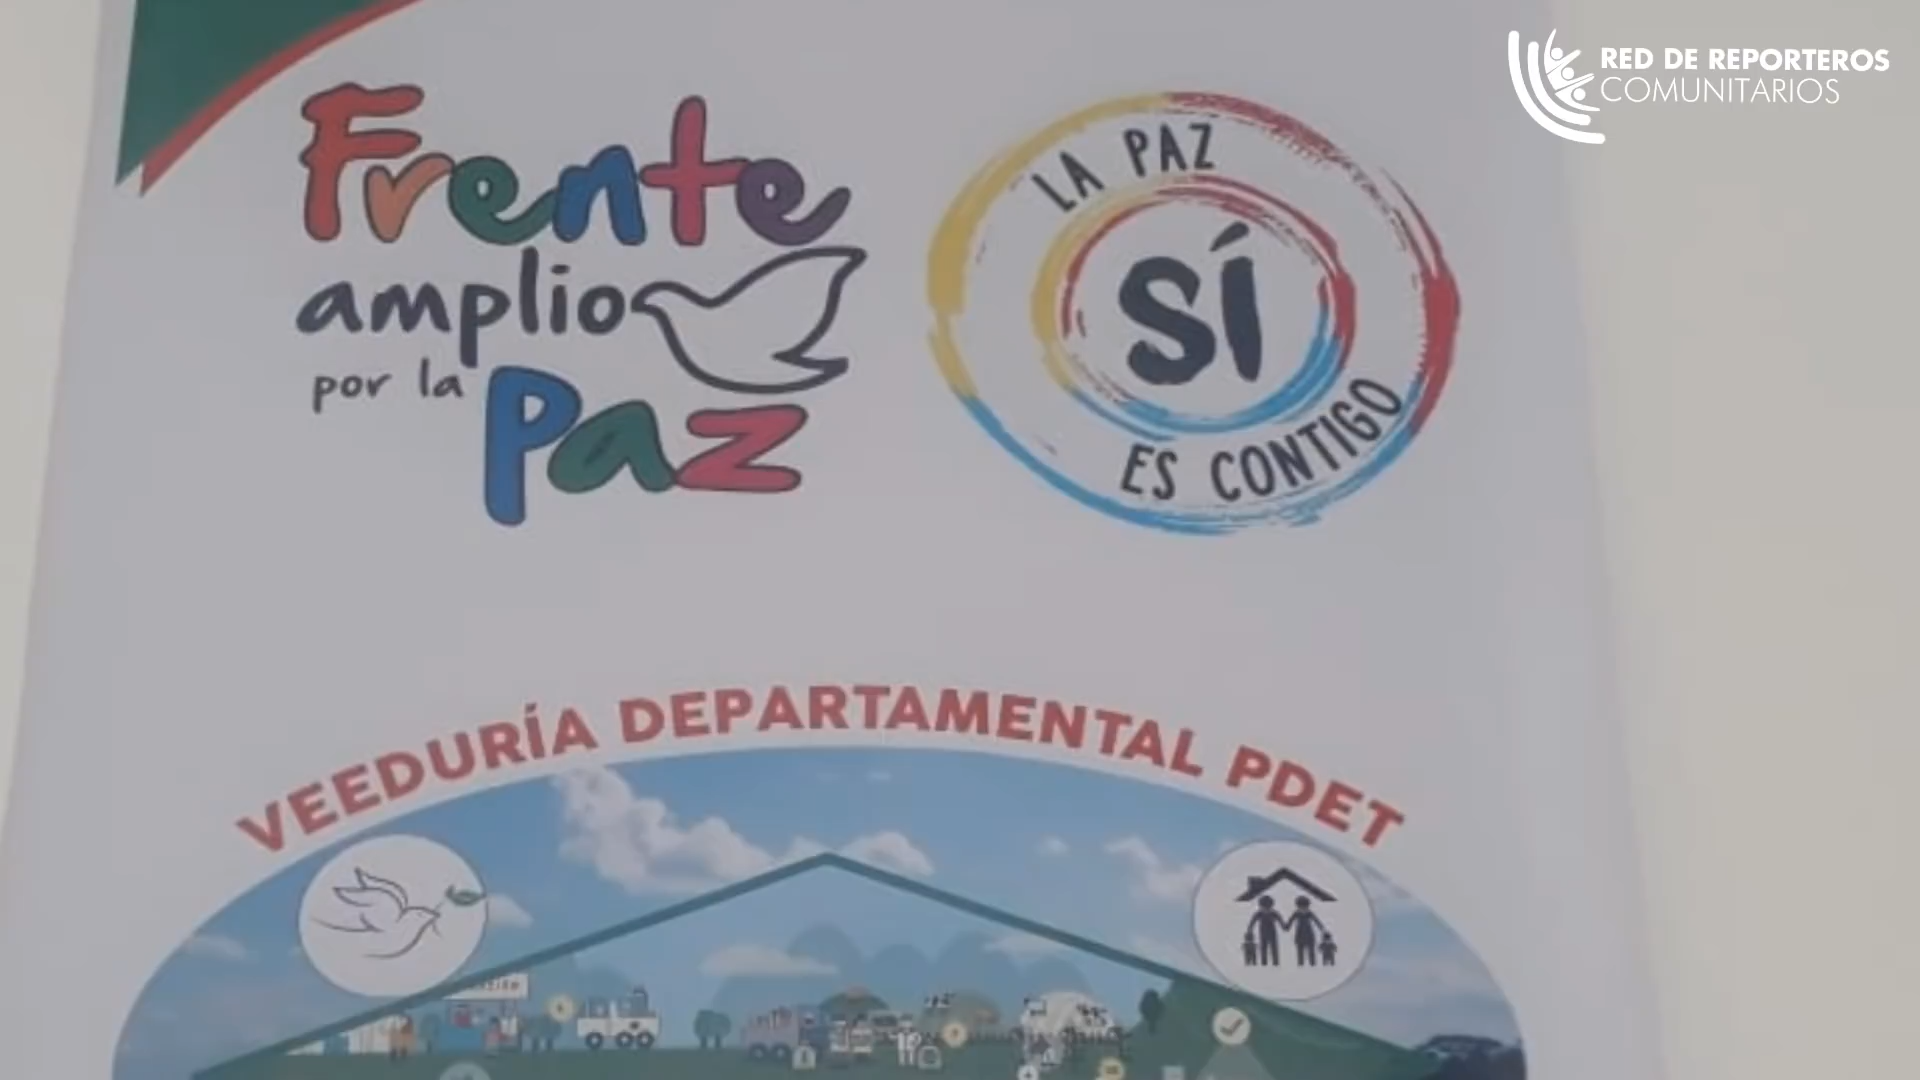 RED DE REPORTEROS
COMUNITARIOS
Frente
amplio
por la
Paz
LA PAZ
SÍ
ES CONTIGO
VEEDURÍA DEPARTAMENTAL PDET